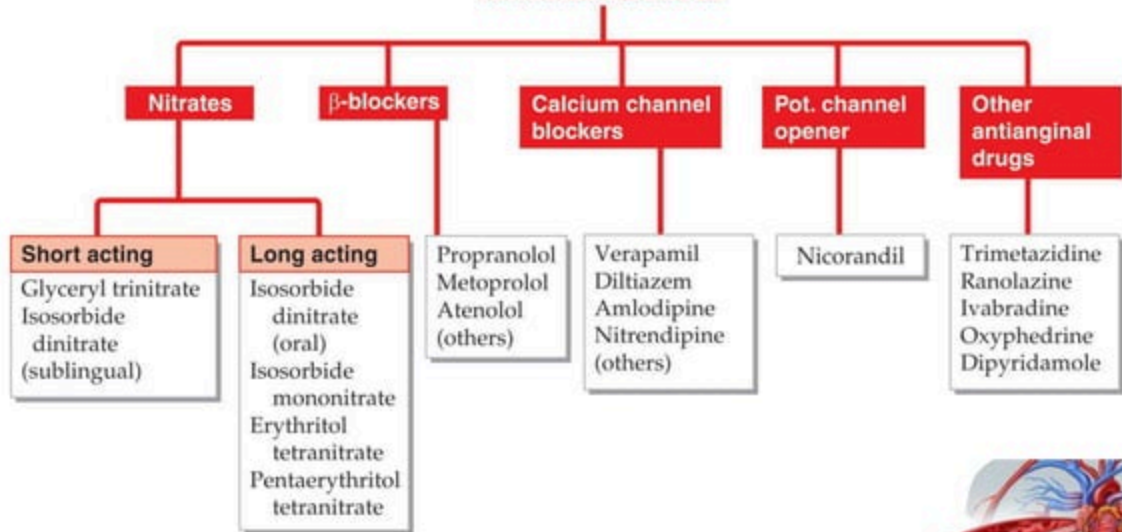 Nitrates
β-blockers
Calcium channel
blockers
Pot. channel
opener
Other
antianginal
drugs
Short acting
Glyceryl trinitrate
Isosorbide
dinitrate
(sublingual)
Long acting
Isosorbide
dinitrate
(oral)
Isosorbide
mononitrate
Erythritol
tetranitrate
Pentaerythritol
tetranitrate
Propranolol
Metoprolol
Atenolol
(others)
Verapamil
Diltiazem
Amlodipine
Nitrendipine
(others)
Nicorandil
Trimetazidine
Ranolazine
Ivabradine
Oxyphedrine
Dipyridamole